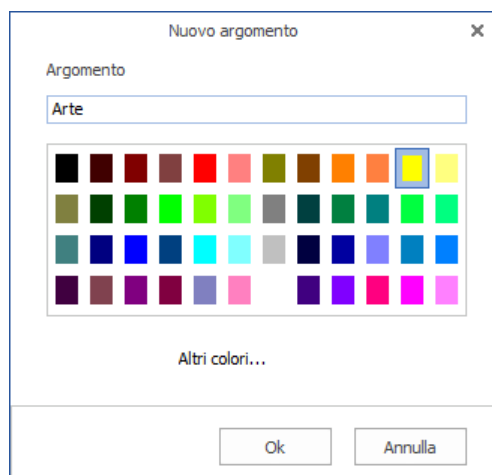 Nuovo argomento
Argomento
Arte
Altri colori...
Ok Annulla